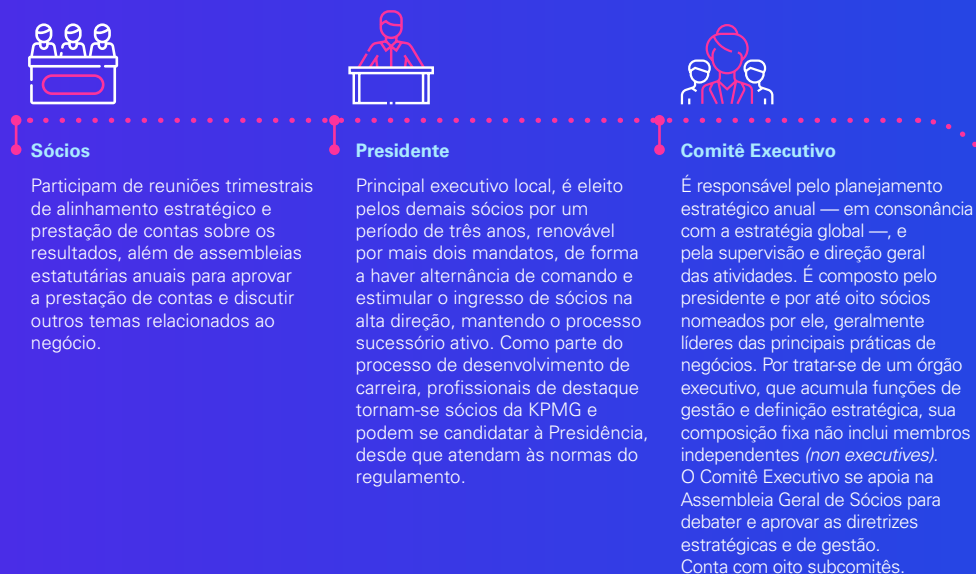 Sócios
Participam de reuniões trimestrais
de alinhamento estratégico e
prestação de contas sobre os
resultados, além de assembleias
estatutárias anuais para aprovar
a prestação de contas e discutir
outros temas relacionados ao
negócio.
Presidente
Principal executivo local, é eleito
pelos demais sócios por um
período de três anos, renovável
por mais dois mandatos, de forma
a haver alternância de comando e
estimular o ingresso de sócios na
alta direção, mantendo o processo
sucessório ativo. Como parte do
processo de desenvolvimento de
carreira, profissionais de destaque
tornam-se sócios da KPMG e
podem se candidatar à Presidência,
desde que atendam às normas do
regulamento.
Comitê Executivo
É responsável pelo planejamento
estratégico anual — em consonância
com a estratégia global —, e
pela supervisão e direção geral
das atividades. É composto pelo
presidente e por até oito sócios
nomeados por ele, geralmente
líderes das principais práticas de
negócios. Por tratar-se de um órgão
executivo, que acumula funções de
gestão e definição estratégica, sua
composição fixa não inclui membros
independentes (non executives).
O Comitê Executivo se apoia na
Assembleia Geral de Sócios para
debater e aprovar as diretrizes
estratégicas e de gestão.
Conta com oito subcomitês.